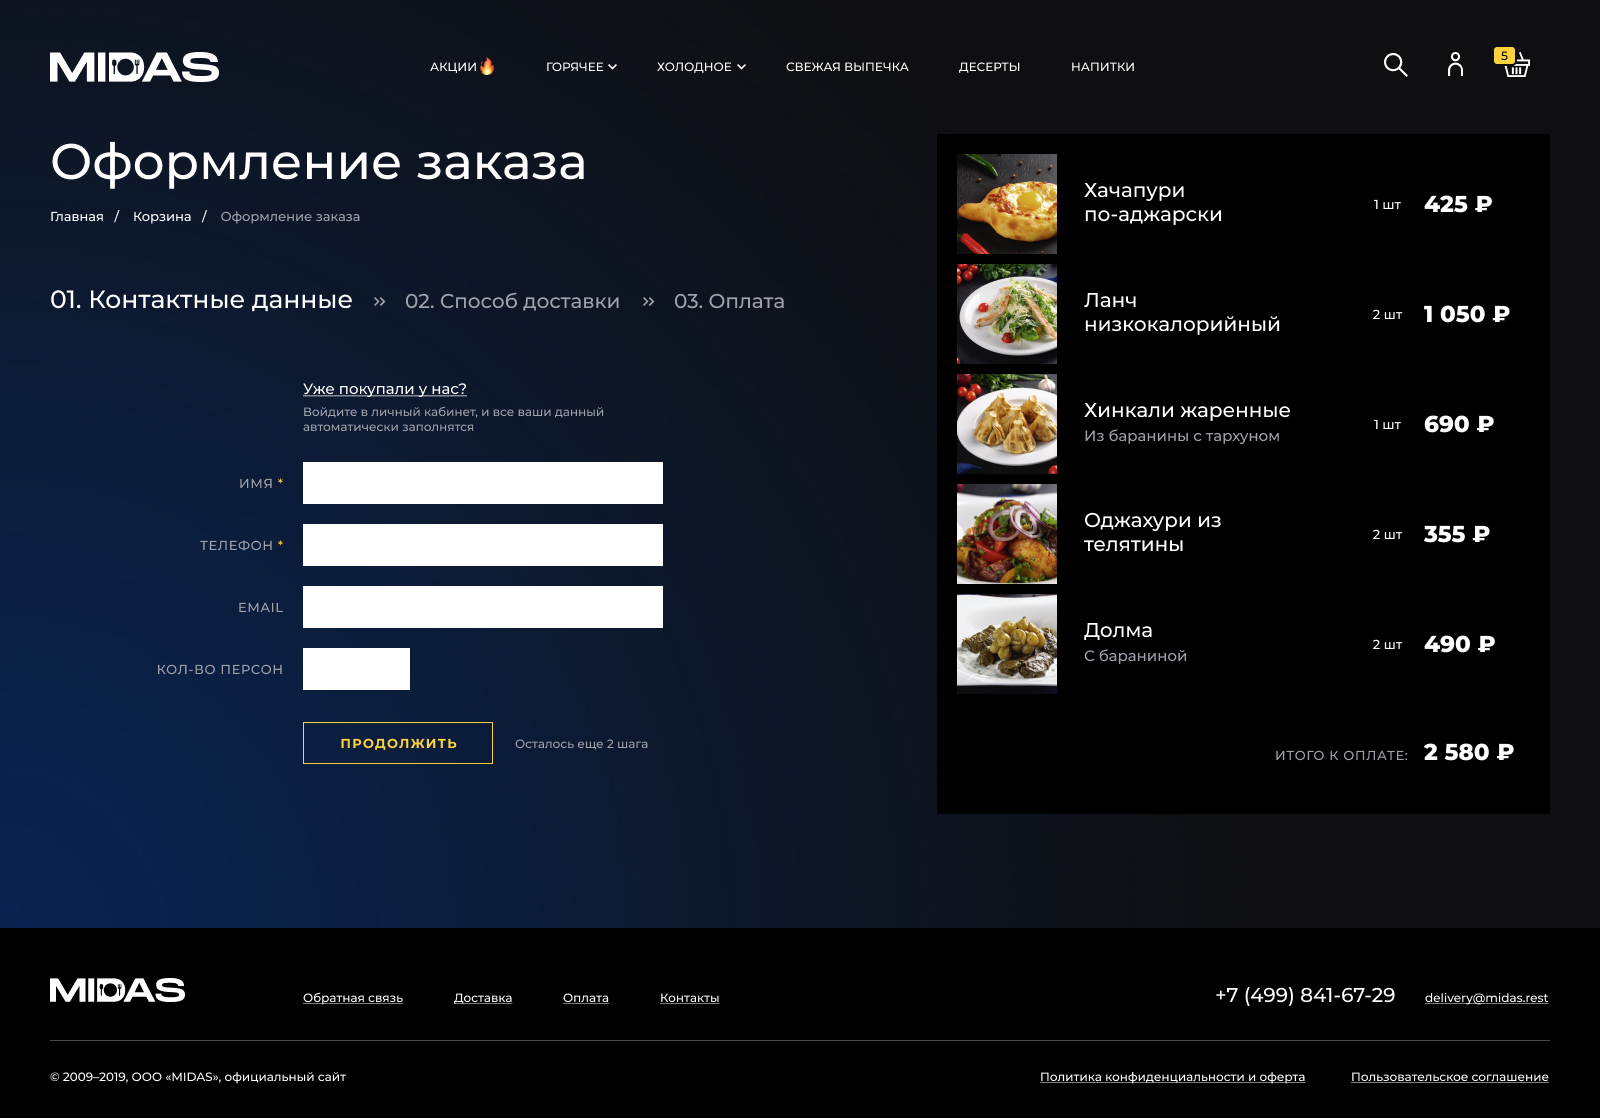 MIDAS
АКЦИИ🔥 ГОРЯЧЕЕ ХОЛОДНОЕ СВЕЖАЯ ВЫПЕЧКА ДЕСЕРТЫ НАПИТКИ
5
Оформление заказа
Главная / Корзина / Оформление заказа
01. Контактные данные » 02. Способ доставки » 03. Оплата
Уже покупали у нас?
Войдите в личный кабинет, и все ваши данный
автоматически заполнятся
ИМЯ *
ТЕЛЕФОН *
EMAIL
КОЛ-ВО ПЕРСОН
ПРОДОЛЖИТЬ Осталось еще 2 шага
Хачапури
по-аджарски
1 шт 425 ₽
Ланч
низкокалорийный
2 шт 1 050 ₽
Хинкали жаренные
Из баранины с тархуном
1 шт 690 ₽
Оджахури из
телятины
2 шт 355 ₽
Долма
С бараниной
2 шт 490 ₽
ИТОГО К ОПЛАТЕ: 2 580 ₽
MIDAS
Обратная связь Доставка Оплата Контакты +7 (499) 841-67-29 delivery@midas.rest
© 2009–2019, ООО «MIDAS», официальный сайт Политика конфиденциальности и оферта Пользовательское соглашение